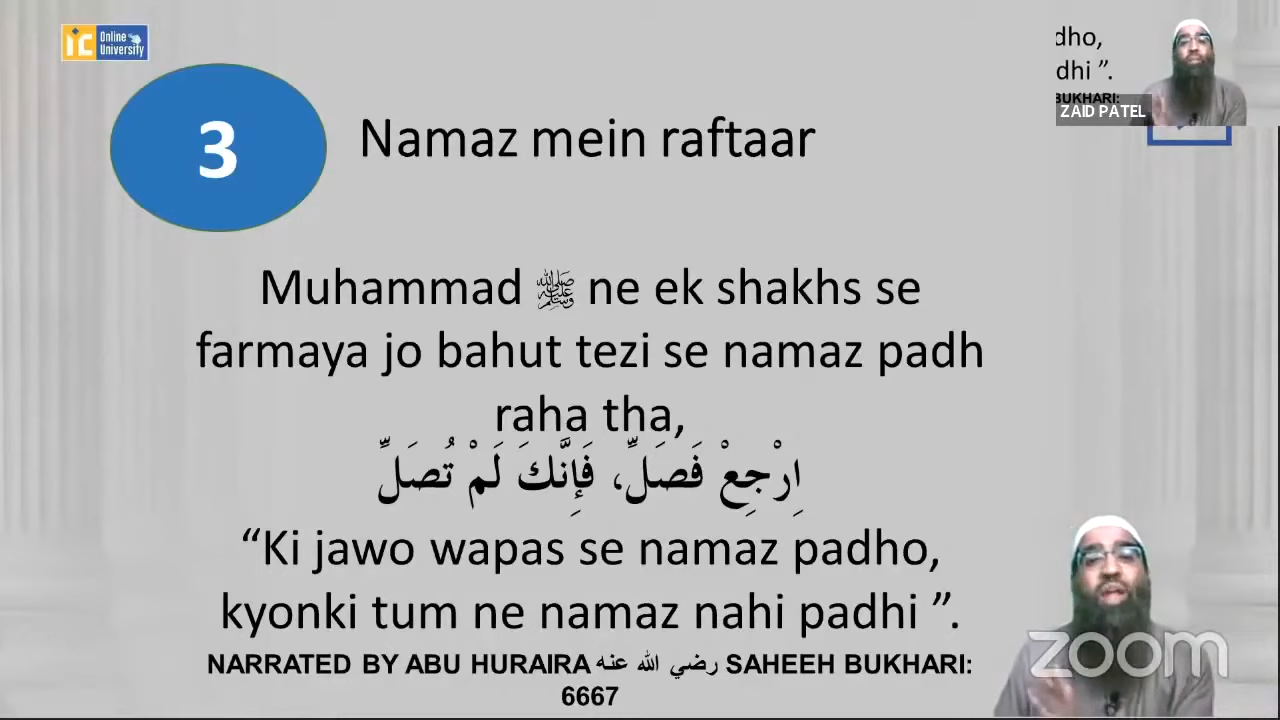 iC Online
University
dho,
dhi ”.
BUKHARI:
ZAID PATEL
3
Namaz mein raftaar
Muhammad ﷺ ne ek shakhs se
farmaya jo bahut tezi se namaz padh
raha tha,
اِرْجِعْ فَصَلِّ، فَإِنَّكَ لَمْ تُصَلِّ
“Ki jawo wapas se namaz padho,
kyonki tum ne namaz nahi padhi ”.
NARRATED BY ABU HURAIRA رضي الله عنه SAHEEH BUKHARI:
6667
zoom